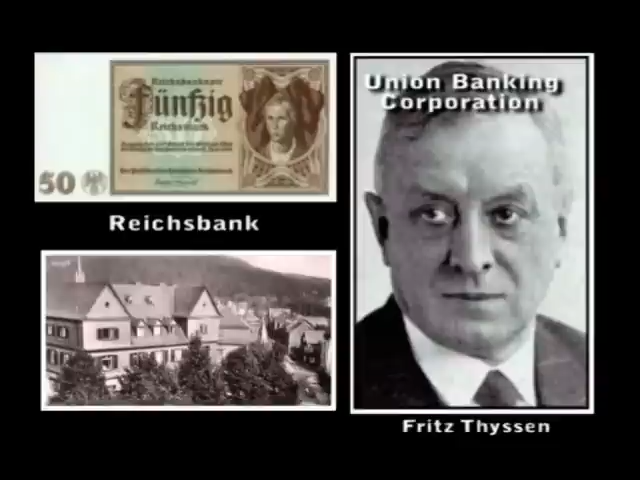 Reichsbanknote
Fünfzig
Reichsmark
50
Reichsbank
Union Banking
Corporation
Fritz Thyssen